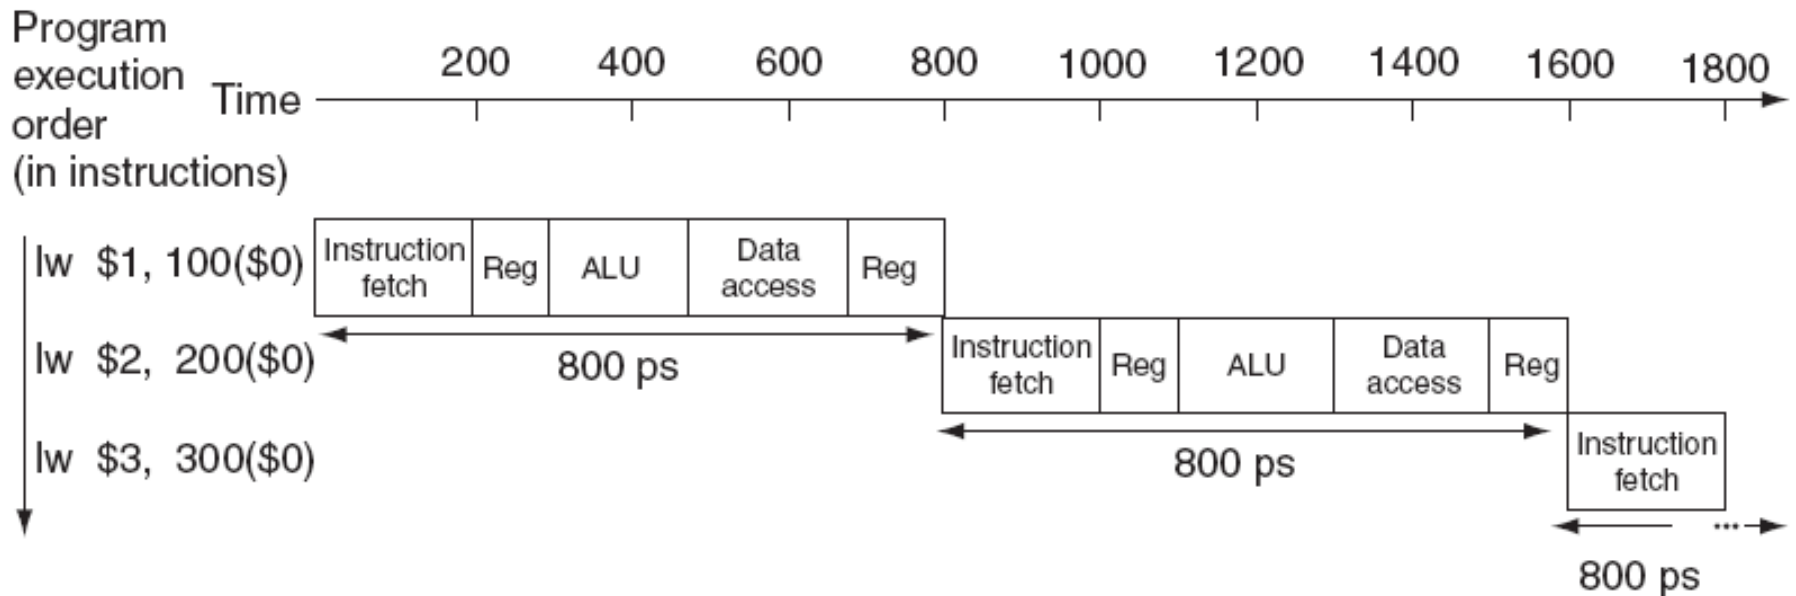 Program
execution
order
(in instructions)
Time
200 400 600 800 1000 1200 1400 1600 1800
lw $1, 100($0)
Instruction
fetch
Reg
ALU
Data
access
Reg
800 ps
lw $2, 200($0)
Instruction
fetch
Reg
ALU
Data
access
Reg
800 ps
lw $3, 300($0)
Instruction
fetch
...
800 ps